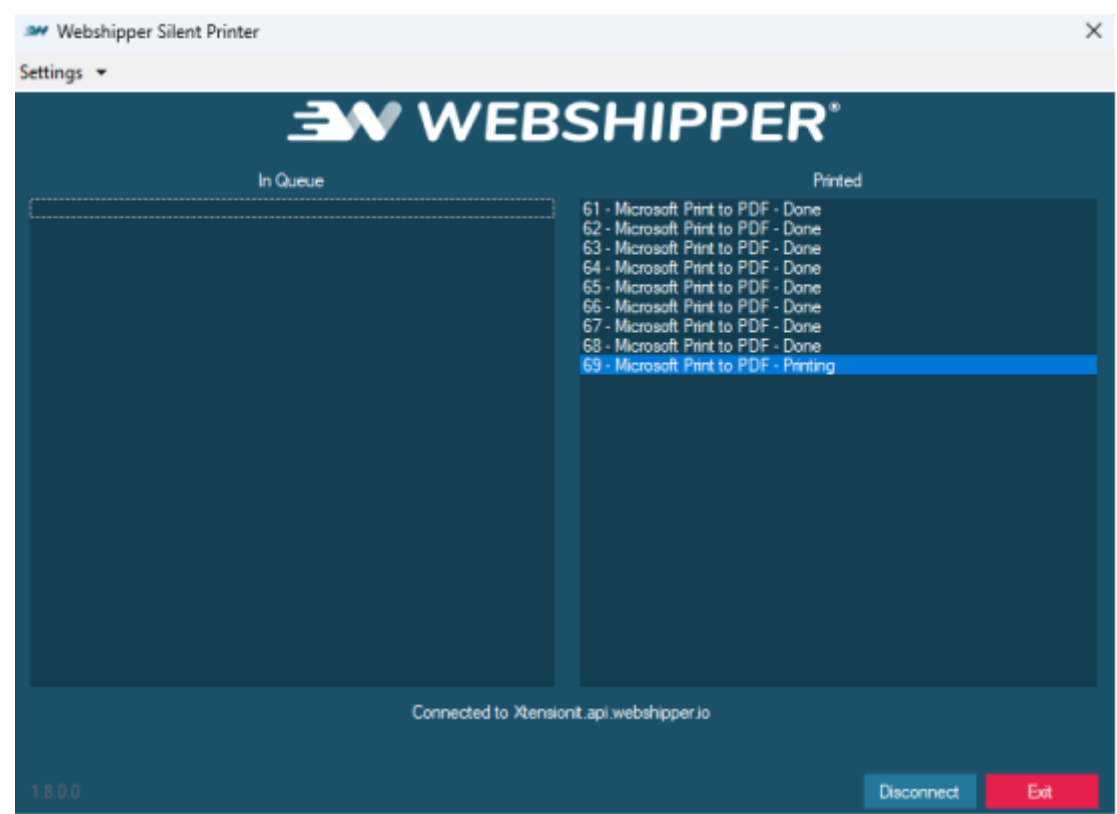 Webshipper Silent Printer
Settings
WEBSHIPPER®
In Queue
Printed
61 - Microsoft Print to PDF - Done
62 - Microsoft Print to PDF - Done
63 - Microsoft Print to PDF - Done
64 - Microsoft Print to PDF - Done
65 - Microsoft Print to PDF - Done
66 - Microsoft Print to PDF - Done
67 - Microsoft Print to PDF - Done
68 - Microsoft Print to PDF - Done
69 - Microsoft Print to PDF - Printing
Connected to Xtensionit.api.webshipper.io
1.8.0.0
Disconnect
Exit